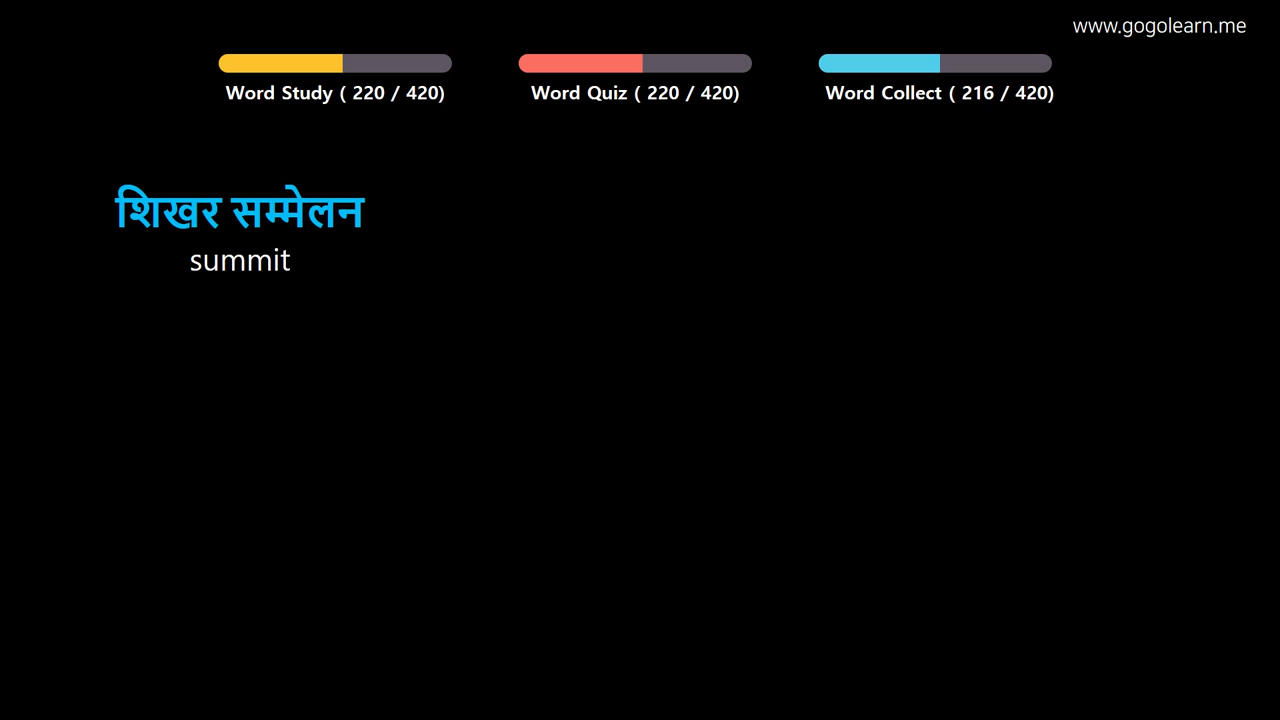 www.gogolearn.me
Word Study ( 220 / 420)
Word Quiz ( 220 / 420)
Word Collect ( 216 / 420)
शिखर सम्मेलन
summit